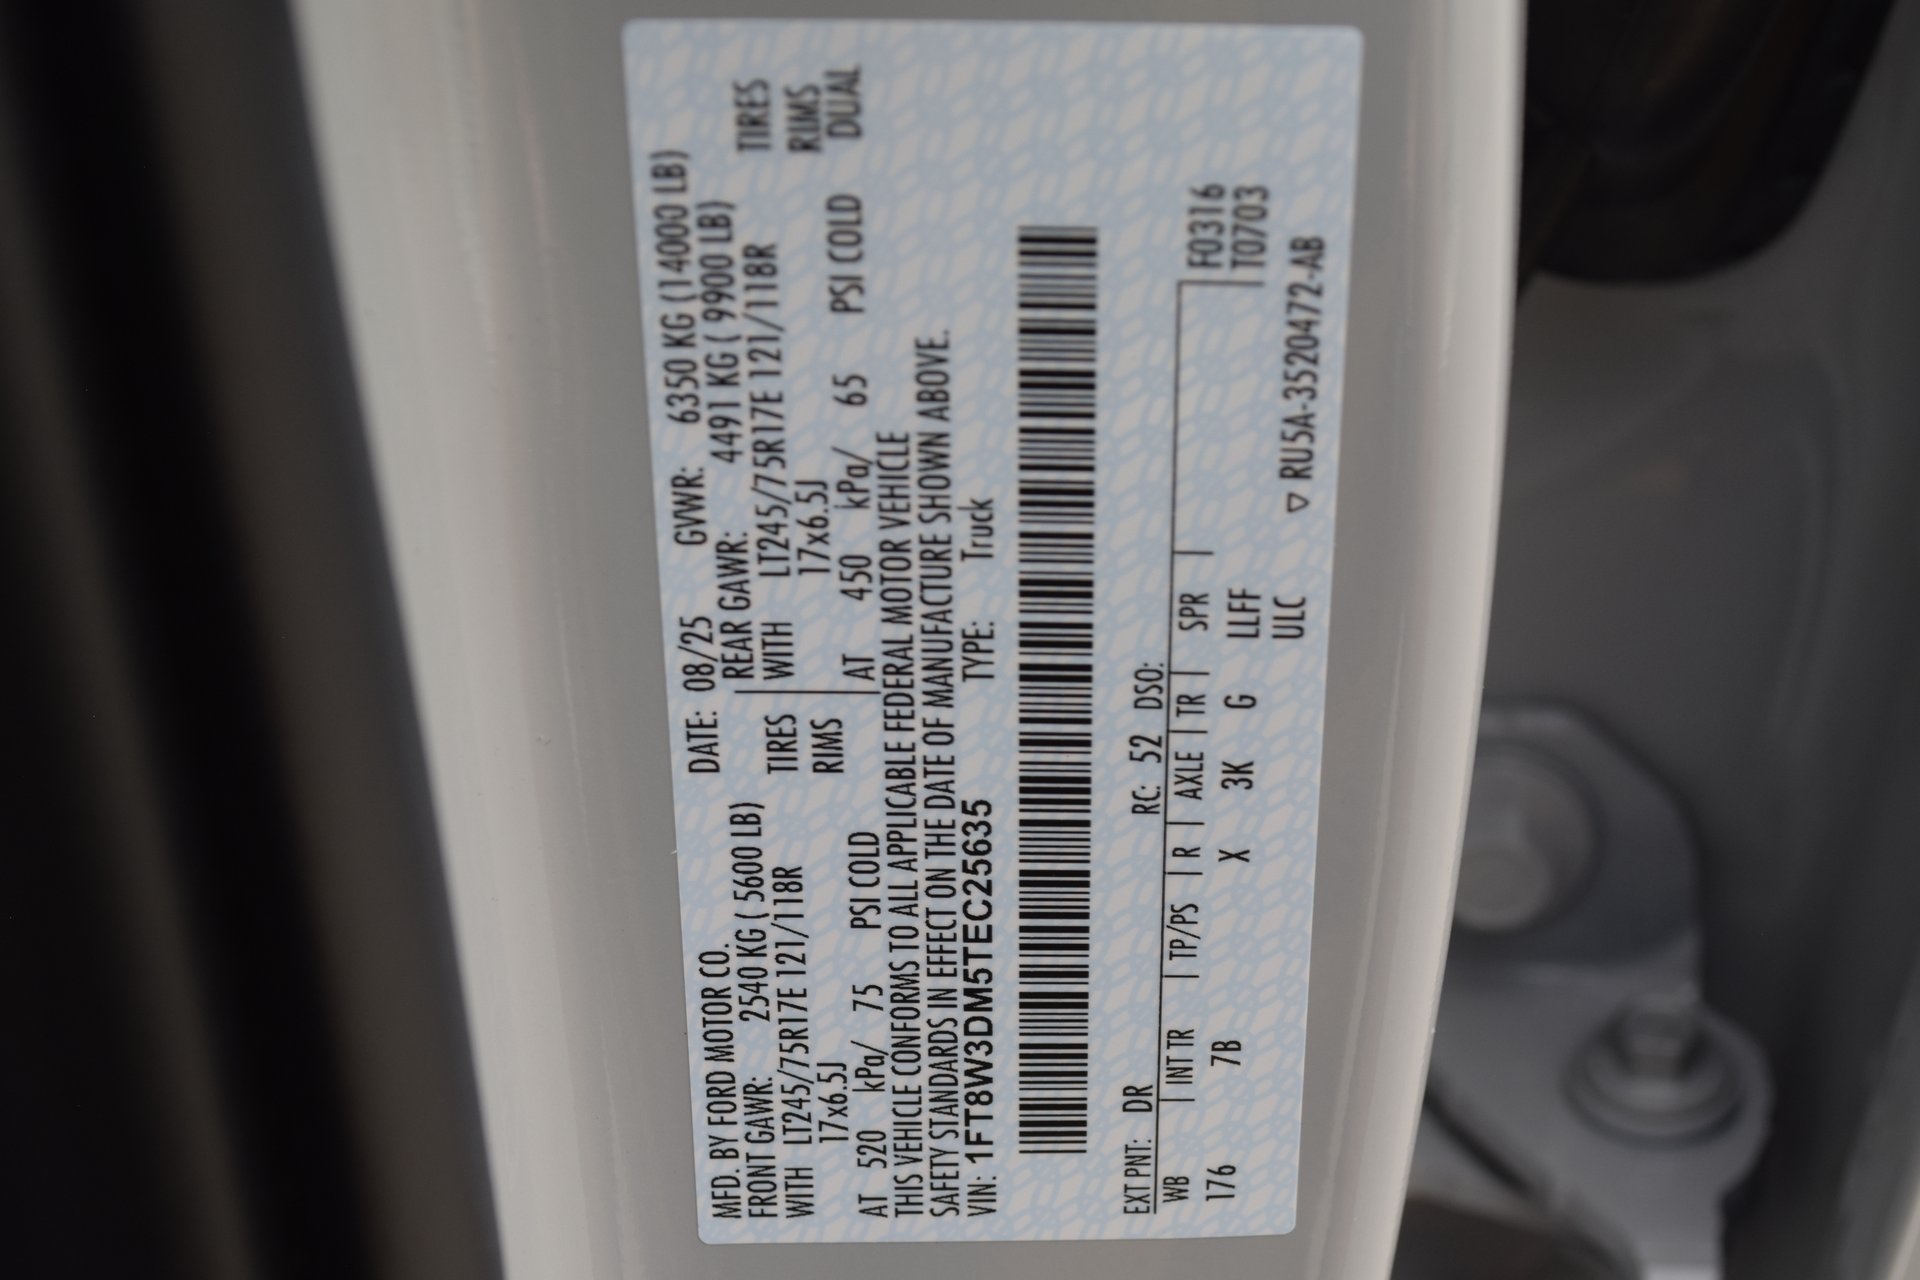 MFD. BY FORD MOTOR CO. DATE: 08/25 GVWR: 6350 KG (14000 LB)
FRONT GAWR: 2540 KG ( 5600 LB) REAR GAWR: 4491 KG ( 9900 LB)
WITH LT245/75R17E 121/118R TIRES WITH LT245/75R17E 121/118R TIRES
17x6.5J RIMS 17x6.5J RIMS
AT 520 kPa/ 75 PSI COLD AT 450 kPa/ 65 PSI COLD DUAL
THIS VEHICLE CONFORMS TO ALL APPLICABLE FEDERAL MOTOR VEHICLE
SAFETY STANDARDS IN EFFECT ON THE DATE OF MANUFACTURE SHOWN ABOVE.
VIN: 1FT8W3DM5TEC25635 TYPE: Truck
EXT PNT: DR RC: 52 DSO:
WB INT TR TP/PS R AXLE TR SPR F0316
176 7B X 3K G LLFF T0703
ULC
▽ RU5A-3520472-AB